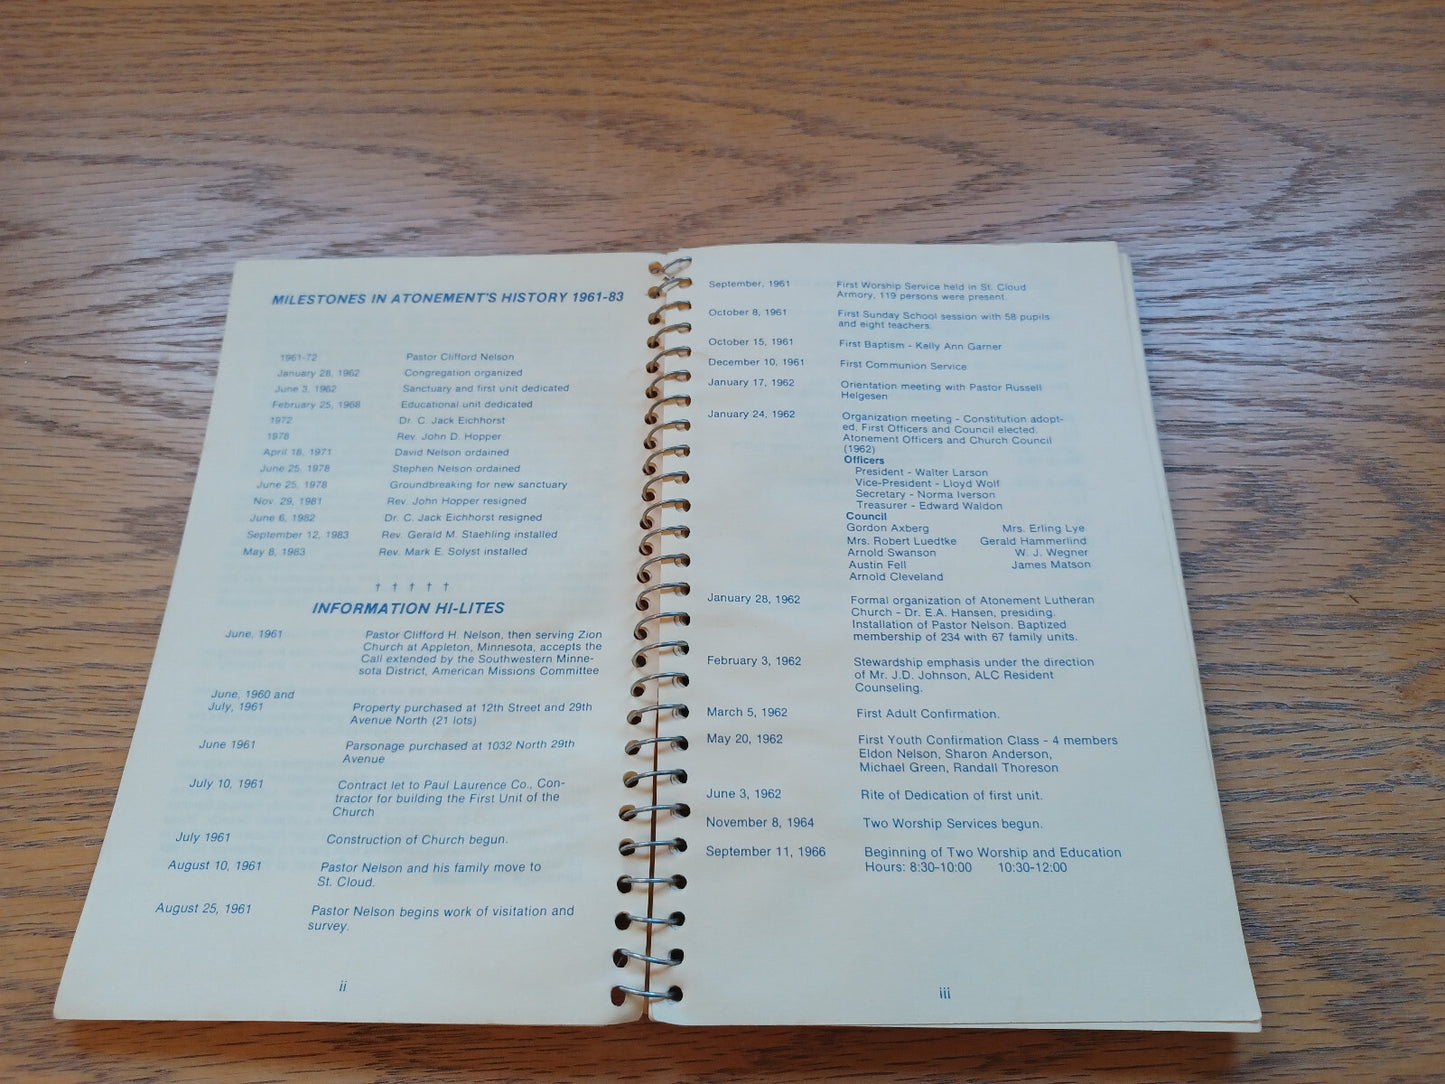 MILESTONES IN ATONEMENT'S HISTORY 1961-83
1961-72 Pastor Clifford Nelson
January 28, 1962 Congregation organized
June 3, 1962 Sanctuary and first unit dedicated
February 25, 1968 Educational unit dedicated
1972 Dr. C. Jack Eichhorst
1978 Rev. John D. Hopper
April 18, 1971 David Nelson ordained
June 25, 1978 Stephen Nelson ordained
June 25, 1978 Groundbreaking for new sanctuary
Nov. 29, 1981 Rev. John Hopper resigned
June 6, 1982 Dr. C. Jack Eichhorst resigned
September 12, 1983 Rev. Gerald M. Staehling installed
May 8, 1983 Rev. Mark E. Solyst installed
† † † † †
INFORMATION HI-LITES
June, 1961 Pastor Clifford H. Nelson, then serving Zion
Church at Appleton, Minnesota, accepts the
Call extended by the Southwestern Minne-
sota District, American Missions Committee
June, 1960 and
July, 1961 Property purchased at 12th Street and 29th
Avenue North (21 lots)
June 1961 Parsonage purchased at 1032 North 29th
Avenue
July 10, 1961 Contract let to Paul Laurence Co., Con-
tractor for building the First Unit of the
Church
July 1961 Construction of Church begun.
August 10, 1961 Pastor Nelson and his family move to
St. Cloud.
August 25, 1961 Pastor Nelson begins work of visitation and
survey.
ii
September, 1961 First Worship Service held in St. Cloud
Armory, 119 persons were present.
October 8, 1961 First Sunday School session with 58 pupils
and eight teachers.
October 15, 1961 First Baptism - Kelly Ann Garner
December 10, 1961 First Communion Service
January 17, 1962 Orientation meeting with Pastor Russell
Helgesen
January 24, 1962 Organization meeting - Constitution adopt-
ed, First Officers and Council elected.
Atonement Officers and Church Council
(1962)
Officers
President - Walter Larson
Vice-President - Lloyd Wolf
Secretary - Norma Iverson
Treasurer - Edward Waldon
Council
Gordon Axberg Mrs. Erling Lye
Mrs. Robert Luedtke Gerald Hammerlind
Arnold Swanson W. J. Wegner
Austin Fell James Matson
Arnold Cleveland
January 28, 1962 Formal organization of Atonement Lutheran
Church - Dr. E.A. Hansen, presiding.
Installation of Pastor Nelson. Baptized
membership of 234 with 67 family units.
February 3, 1962 Stewardship emphasis under the direction
of Mr. J.D. Johnson, ALC Resident
Counseling.
March 5, 1962 First Adult Confirmation.
May 20, 1962 First Youth Confirmation Class - 4 members
Eldon Nelson, Sharon Anderson,
Michael Green, Randall Thoreson
June 3, 1962 Rite of Dedication of first unit.
November 8, 1964 Two Worship Services begun.
September 11, 1966 Beginning of Two Worship and Education
Hours: 8:30-10:00 10:30-12:00
iii